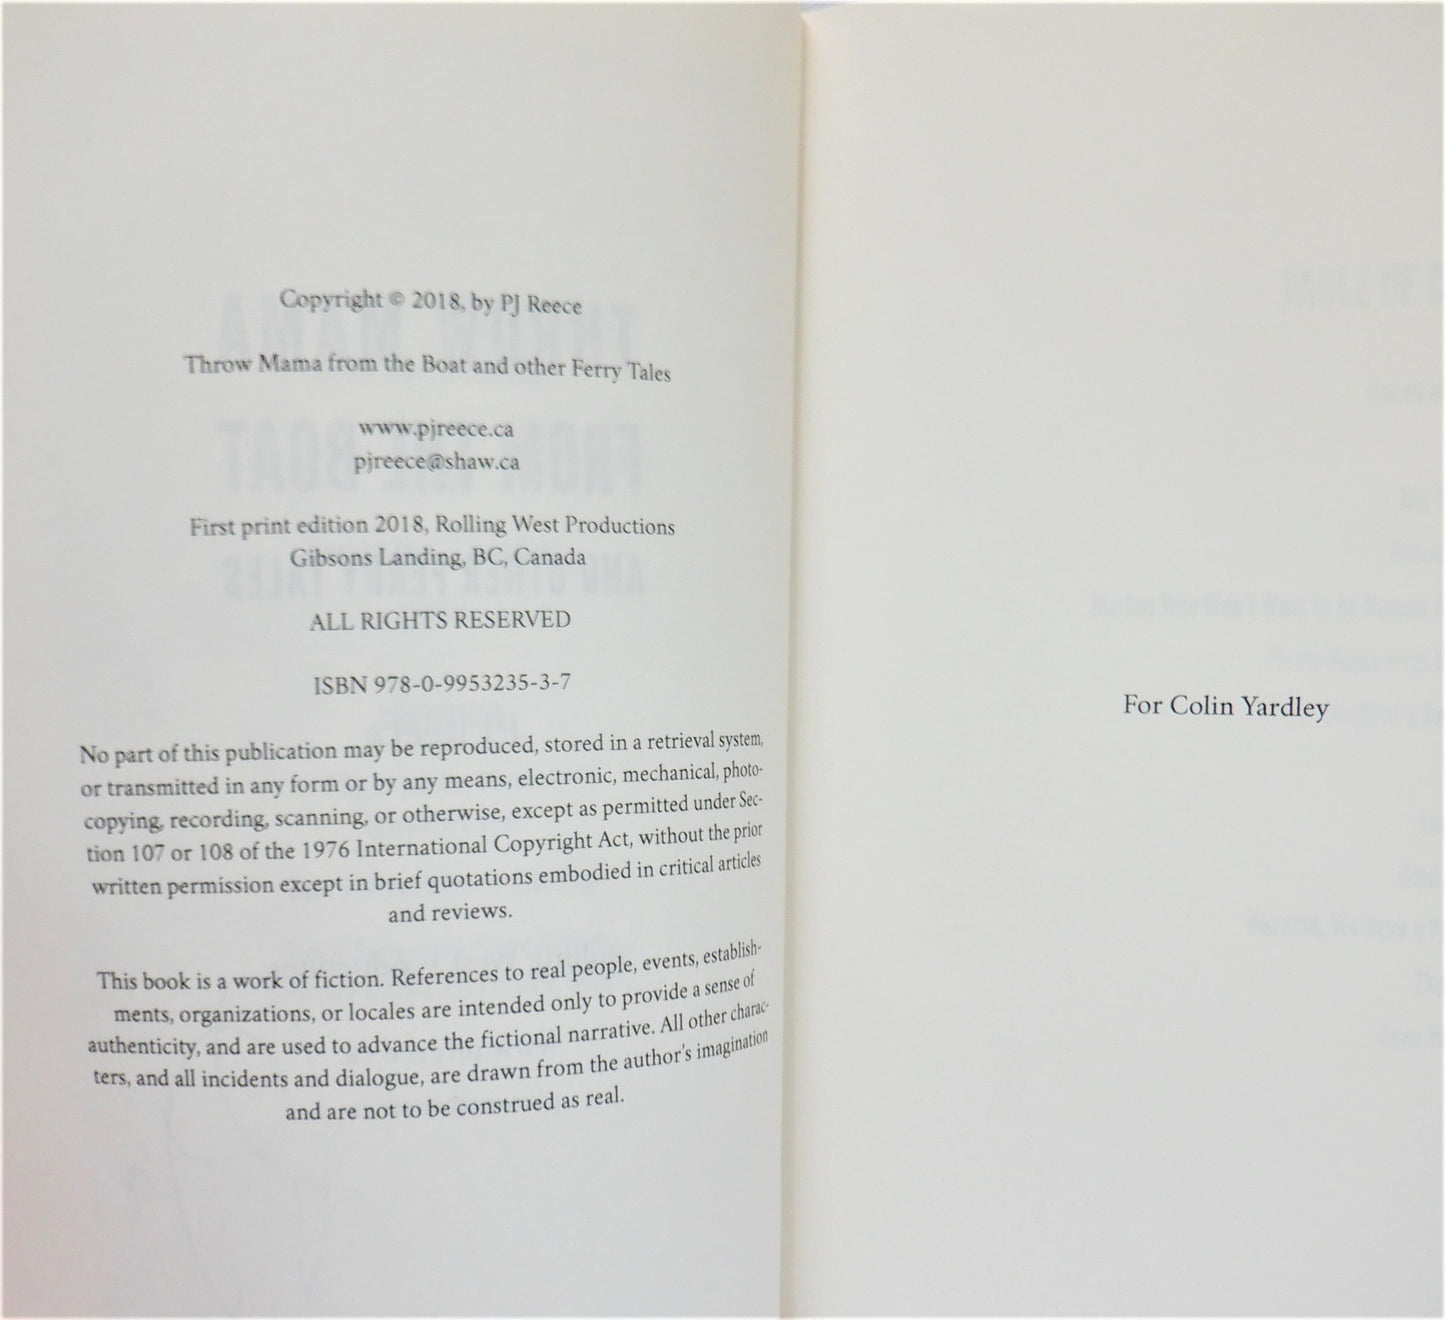 Copyright © 2018, by PJ Reece
Throw Mama from the Boat and other Ferry Tales
www.pjreece.ca
pjreece@shaw.ca
First print edition 2018, Rolling West Productions
Gibsons Landing, BC, Canada
ALL RIGHTS RESERVED
ISBN 978-0-9953235-3-7
No part of this publication may be reproduced, stored in a retrieval system,
or transmitted in any form or by any means, electronic, mechanical, photo-
copying, recording, scanning, or otherwise, except as permitted under Sec-
tion 107 or 108 of the 1976 International Copyright Act, without the prior
written permission except in brief quotations embodied in critical articles
and reviews.
This book is a work of fiction. References to real people, events, establish-
ments, organizations, or locales are intended only to provide a sense of
authenticity, and are used to advance the fictional narrative. All other charac-
ters, and all incidents and dialogue, are drawn from the author's imagination
and are not to be construed as real.
For Colin Yardley